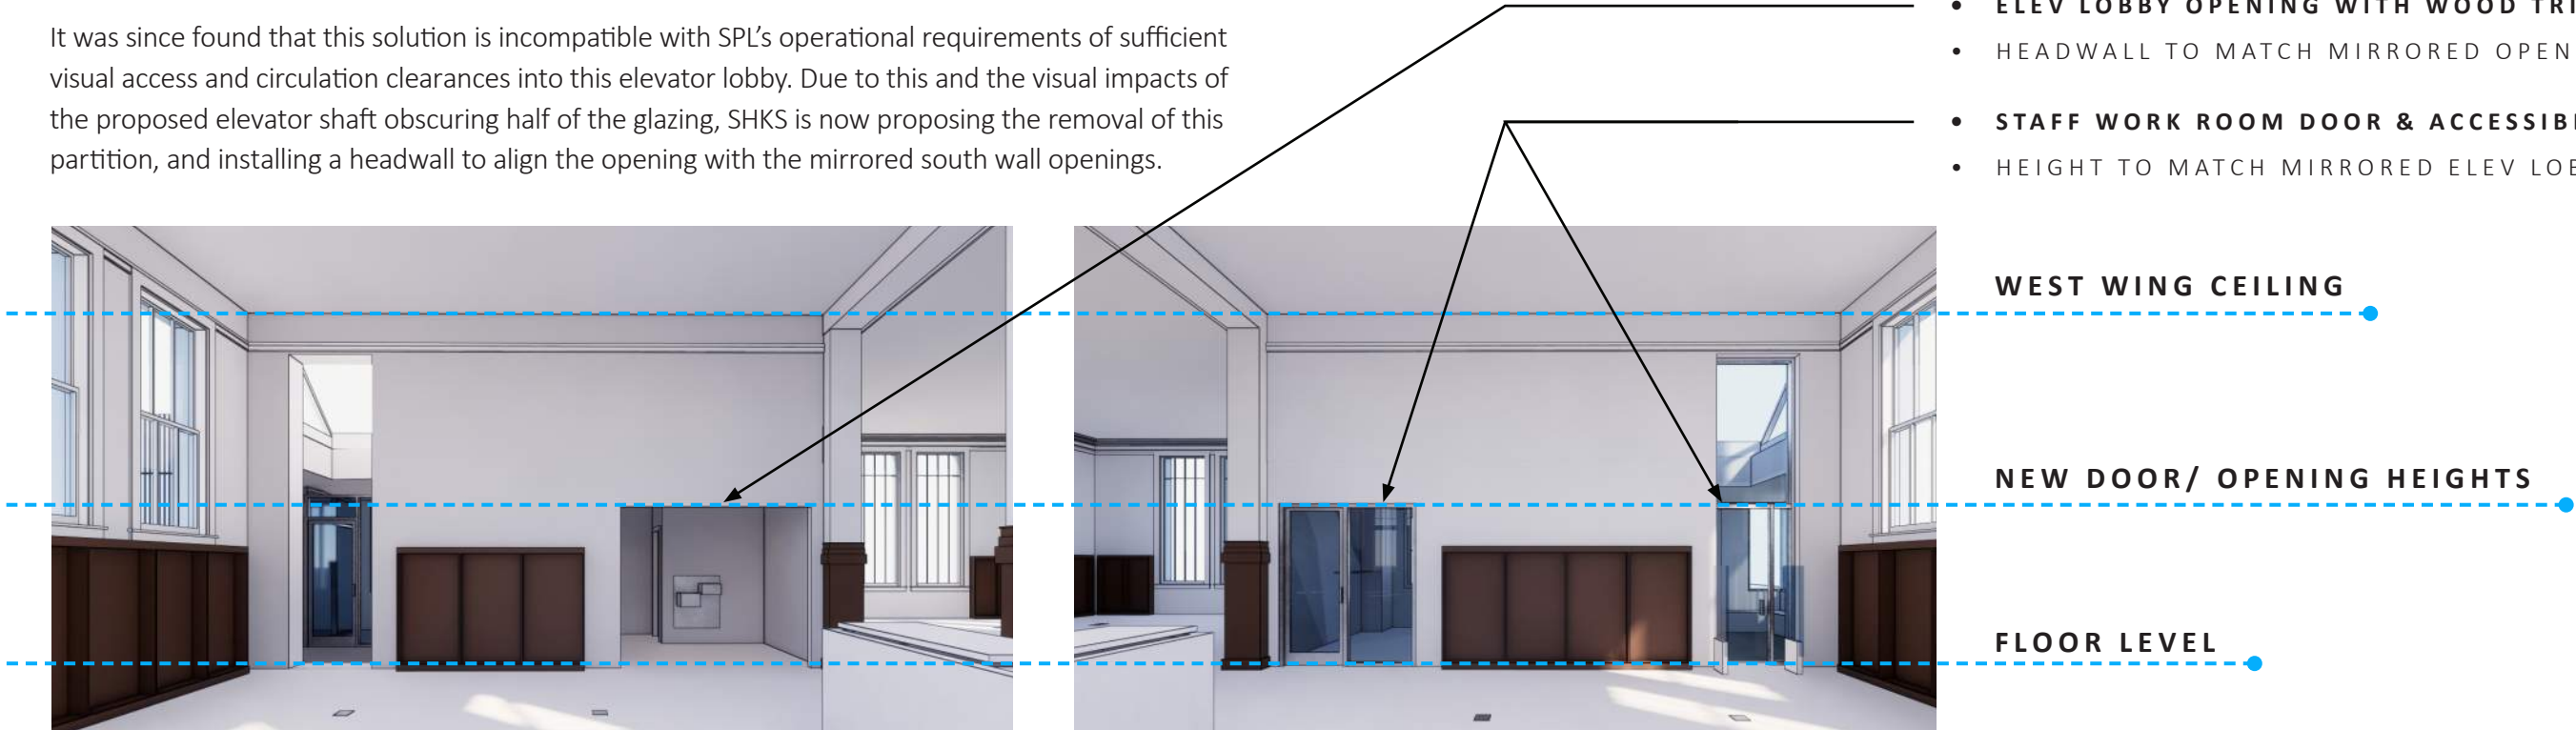 It was since found that this solution is incompatible with SPL's operational requirements of sufficient
visual access and circulation clearances into this elevator lobby. Due to this and the visual impacts of
the proposed elevator shaft obscuring half of the glazing, SHKS is now proposing the removal of this
partition, and installing a headwall to align the opening with the mirrored south wall openings.
• ELEV LOBBY OPENING WITH WOOD
• HEADWALL TO MATCH MIRRORED
• STAFF WORK ROOM DOOR &
• HEIGHT TO MATCH MIRRORED ELEV
WEST WING CEILING
NEW DOOR/ OPENING HEIGHTS
FLOOR LEVEL